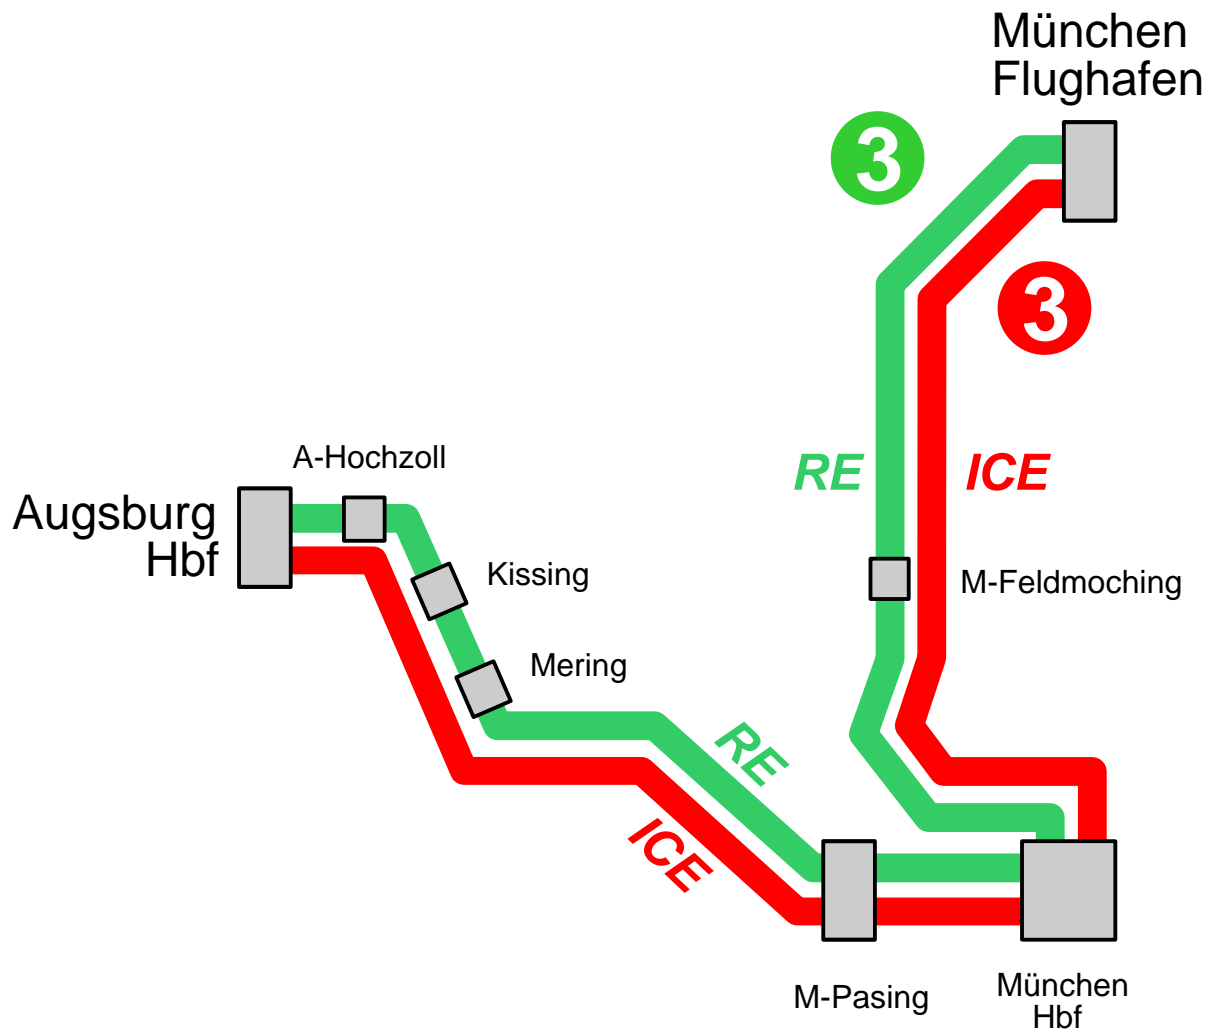 München
Flughafen
3
3
A-Hochzoll
RE
ICE
Augsburg
Hbf
Kissing
M-Feldmoching
Mering
RE
ICE
M-Pasing
München
Hbf